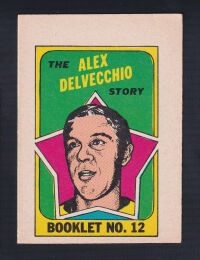 THE ALEX
DELVECCHIO
STORY
BOOKLET NO. 12